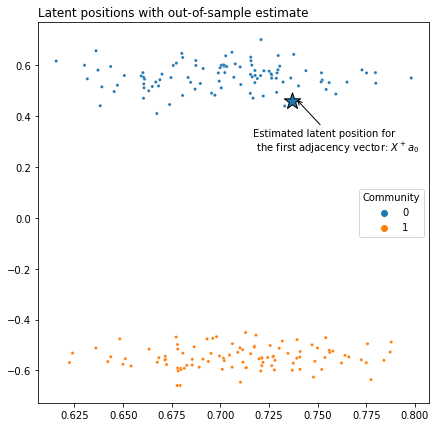 Latent positions with out-of-sample estimate
0.6
0.4
Estimated latent position for
the first adjacency vector: X⁺a₀
0.2
Community
0
1
0.0
−0.2
−0.4
−0.6
0.625 0.650 0.675 0.700 0.725 0.750 0.775 0.800